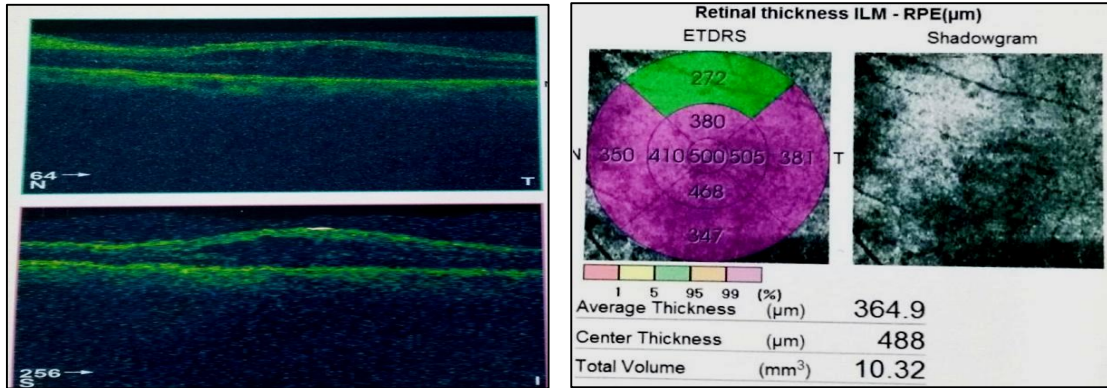 64
N
T
256
S
I
Retinal thickness ILM - RPE(µm)
ETDRS
Shadowgram
272
380
N
350
410
500
505
381
T
468
347
1 5 95 99 (%)
Average Thickness (µm) 364.9
Center Thickness (µm) 488
Total Volume (mm³) 10.32